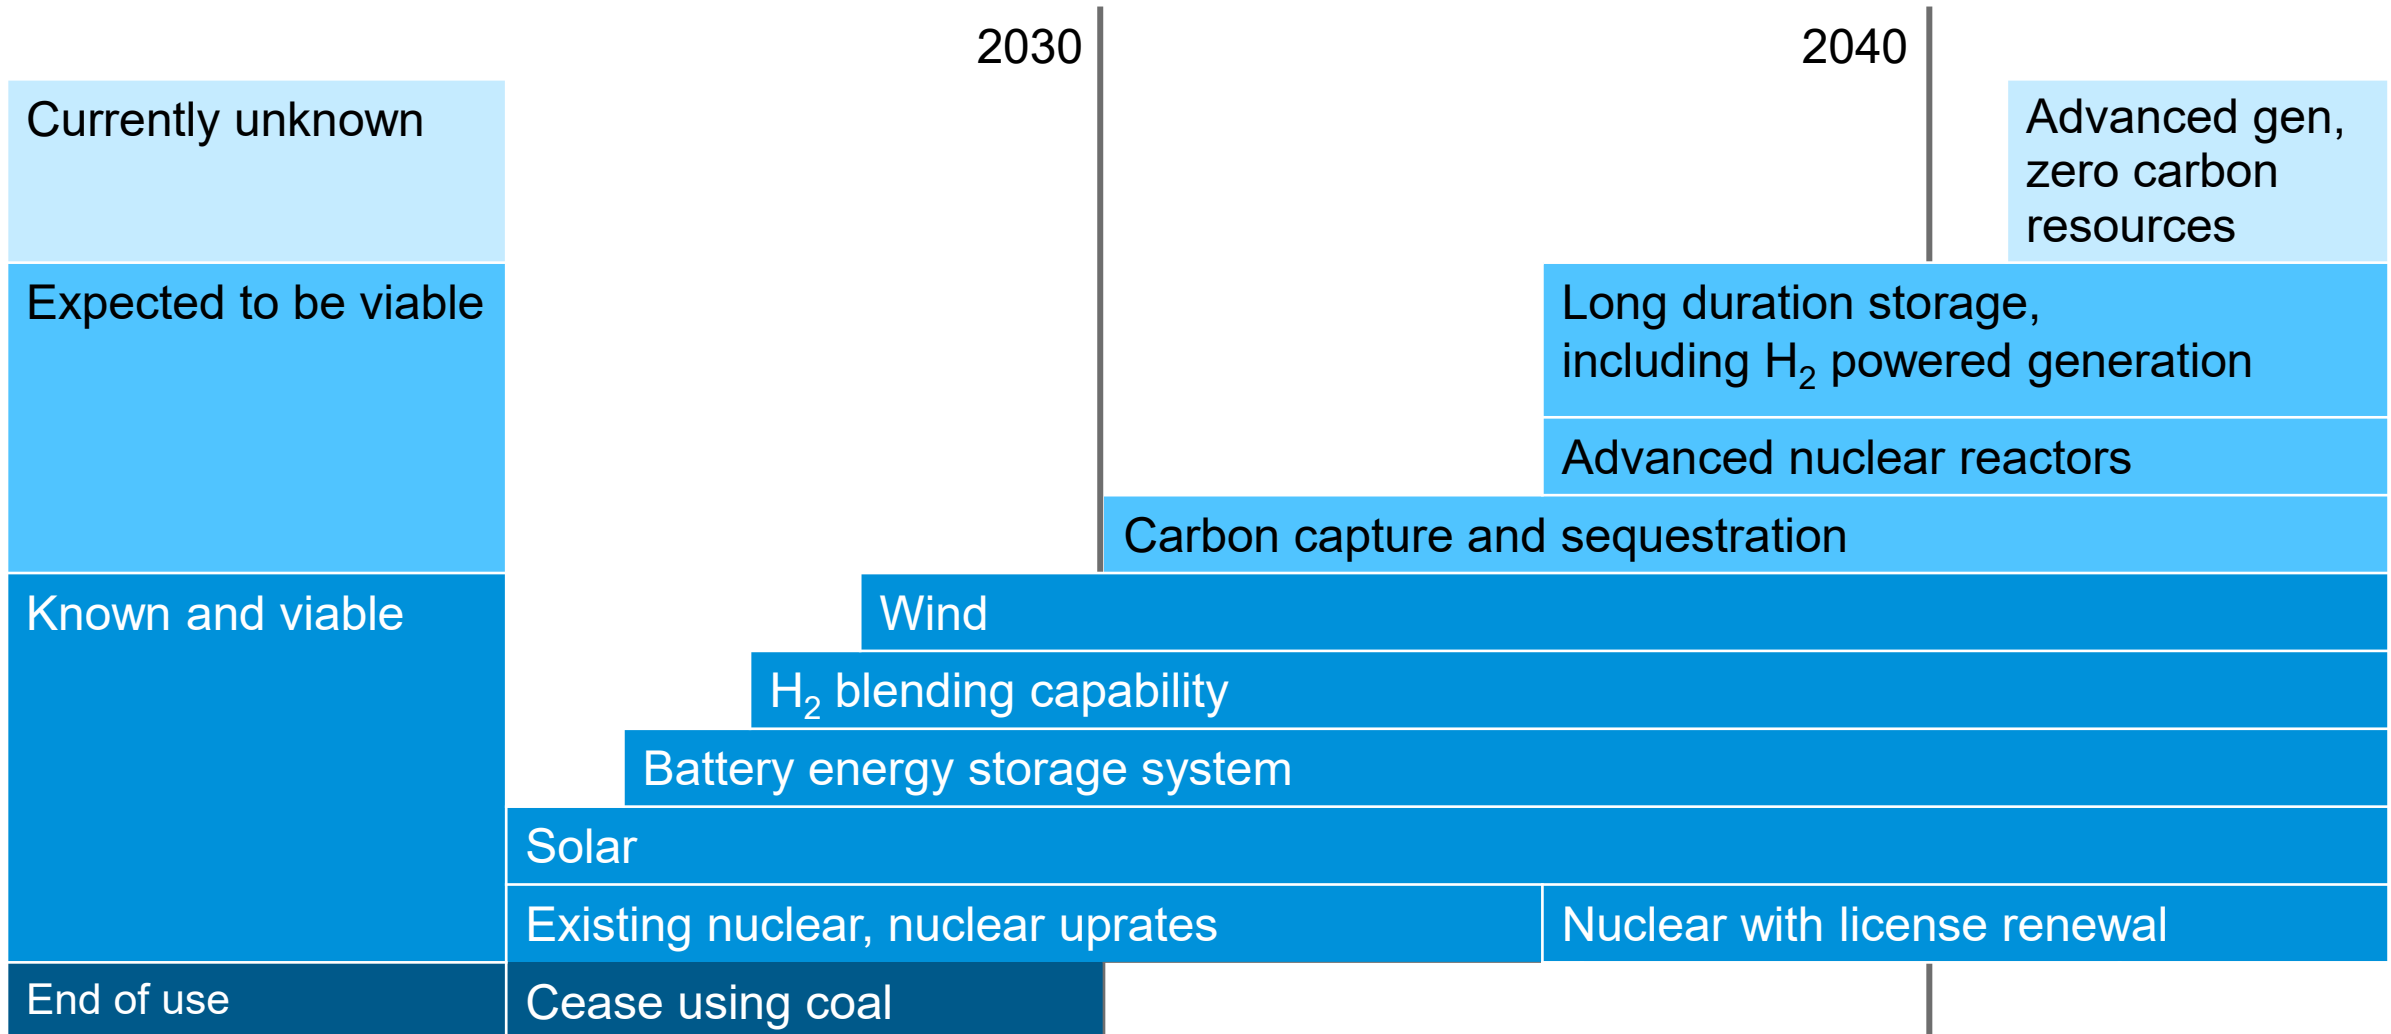 2030
2040
Currently unknown
Advanced gen,
zero carbon
resources
Expected to be viable
Long duration storage,
including H₂ powered generation
Advanced nuclear reactors
Carbon capture and sequestration
Known and viable
Wind
H₂ blending capability
Battery energy storage system
Solar
Existing nuclear, nuclear uprates
Nuclear with license renewal
End of use
Cease using coal